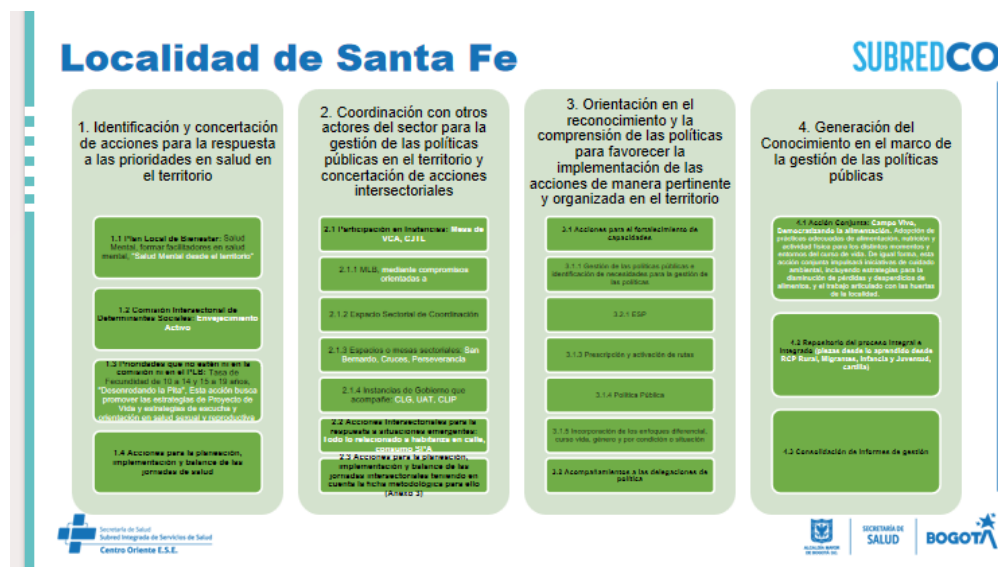 Localidad de Santa Fe
SUBREDCO
1. Identificación y concertación
de acciones para la respuesta
a las prioridades en salud en
el territorio
1.1 Plan Local de Bienestar: Salud
Mental, formar facilitadores en salud
mental, "Salud Mental desde el territorio"
1.2 Comisión Intersectorial de
Determinantes Sociales: Envejecimiento
Activo
1.3 Prioridades que no estén ni en la
comisión ni en el PLB: Tasa de
Fecundidad de 10 a 14 y 15 a 19 años,
"Desenredando la Pita". Esta acción busca
promover las estrategias de Proyecto de
Vida y estrategias de escucha y
orientación en salud sexual y reproductiva
1.4 Acciones para la planeación,
implementación y balance de las
jornadas de salud
2. Coordinación con otros
actores del sector para la
gestión de las políticas
públicas en el territorio y
concertación de acciones
intersectoriales
2.1 Participación en Instancias: Mesa de
VCA, CJTL
2.1.1 MLB; mediante compromisos
orientados a
2.1.2 Espacio Sectorial de Coordinación
2.1.3 Espacios o mesas sectoriales: San
Bernardo, Cruces, Perseverancia
2.1.4 Instancias de Gobierno que
acompañe: CLG, UAT, CLIP
2.2 Acciones Intersectoriales para la
respuesta a situaciones emergentes:
Todo lo relacionado a habitanza en calle,
consumo SPA
2.3 Acciones para la planeación,
implementación y balance de las
jornadas intersectoriales teniendo en
cuenta la ficha metodológica para ello
(Anexo 3)
3. Orientación en el
reconocimiento y la
comprensión de las políticas
para favorecer la
implementación de las
acciones de manera pertinente
y organizada en el territorio
3.1 Acciones para el fortalecimiento de
capacidades
3.1.1 Gestión de las políticas públicas e
identificación de necesidades para la gestión de
las políticas
3.2.1 ESP
3.1.3 Prescripción y activación de rutas
3.1.4 Política Pública
3.1.5 Incorporación de los enfoques diferencial,
curso vida, género y por condición o situación
3.2 Acompañamientos a las delegaciones de
política
4. Generación del
Conocimiento en el marco de
la gestión de las políticas
públicas
4.1 Acción Conjunta: Campo Vivo,
Democratizando la alimentación. Adopción de
prácticas adecuadas de alimentación, nutrición y
actividad física para los distintos momentos y
entornos del curso de vida. De igual forma, esta
acción conjunta impulsará iniciativas de cuidado
ambiental, incluyendo estrategias para la
disminución de pérdidas y desperdicios de
alimentos, y el trabajo articulado con las huertas
de la localidad.
4.2 Repositorio del proceso integral e
integrado (piezas desde lo aprendido desde
RCP Rural, Migrantes, Infancia y Juventud,
cartilla)
4.3 Consolidación de informes de gestión
Secretaría de Salud
Subred Integrada de Servicios de Salud
Centro Oriente E.S.E.
ALCALDÍA MAYOR
DE BOGOTÁ D.C.
SECRETARÍA DE
SALUD
BOGOTÁ